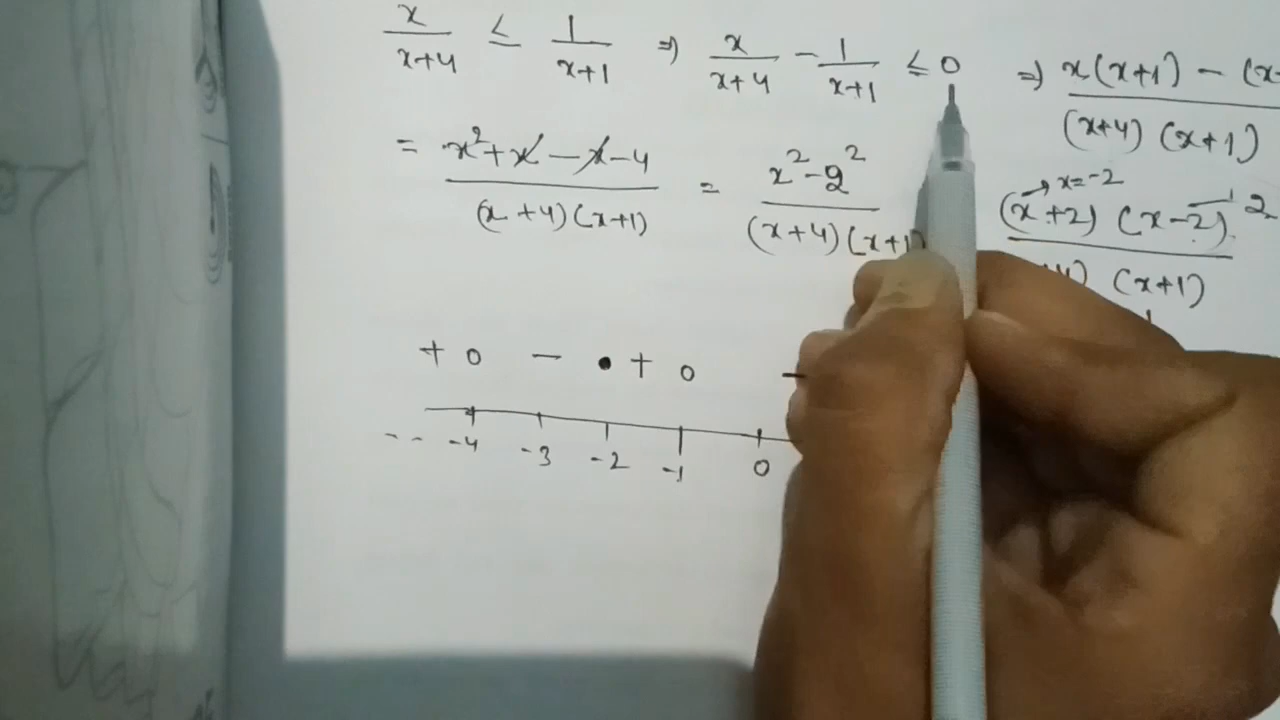 x/(x+4) ≤ 1/(x+1) ⇒ x/(x+4) - 1/(x+1) ≤ 0 ⇒ x(x+1) - (x / (x+4)(x+1)
= x²+x-x-4 / (x+4)(x+1) = x²-2² / (x+4)(x+1 (x+2)(x-2) / (x+1)
x=-2 2
+ o - • + o -
-4 -3 -2 -1 0